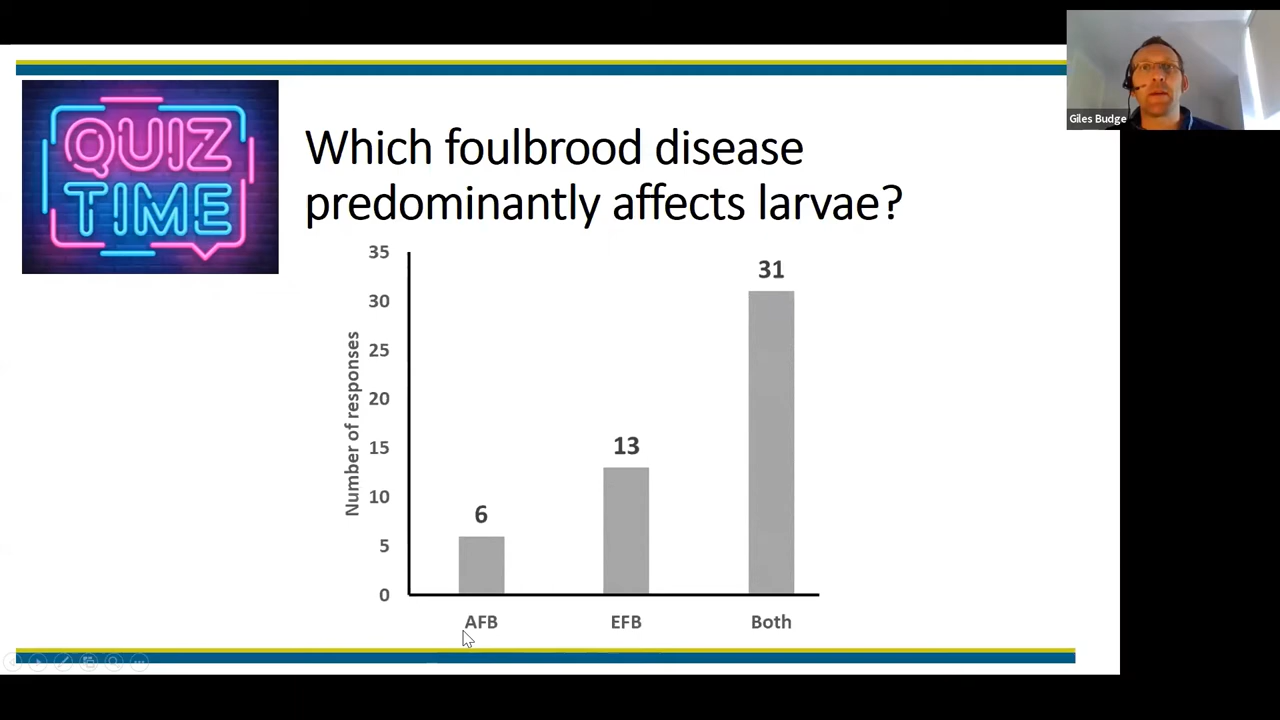 QUIZ
TIME
Giles Budge
Which foulbrood disease
predominantly affects larvae?
Number of responses
35
30
25
20
15
10
5
0
6
13
31
AFB
EFB
Both